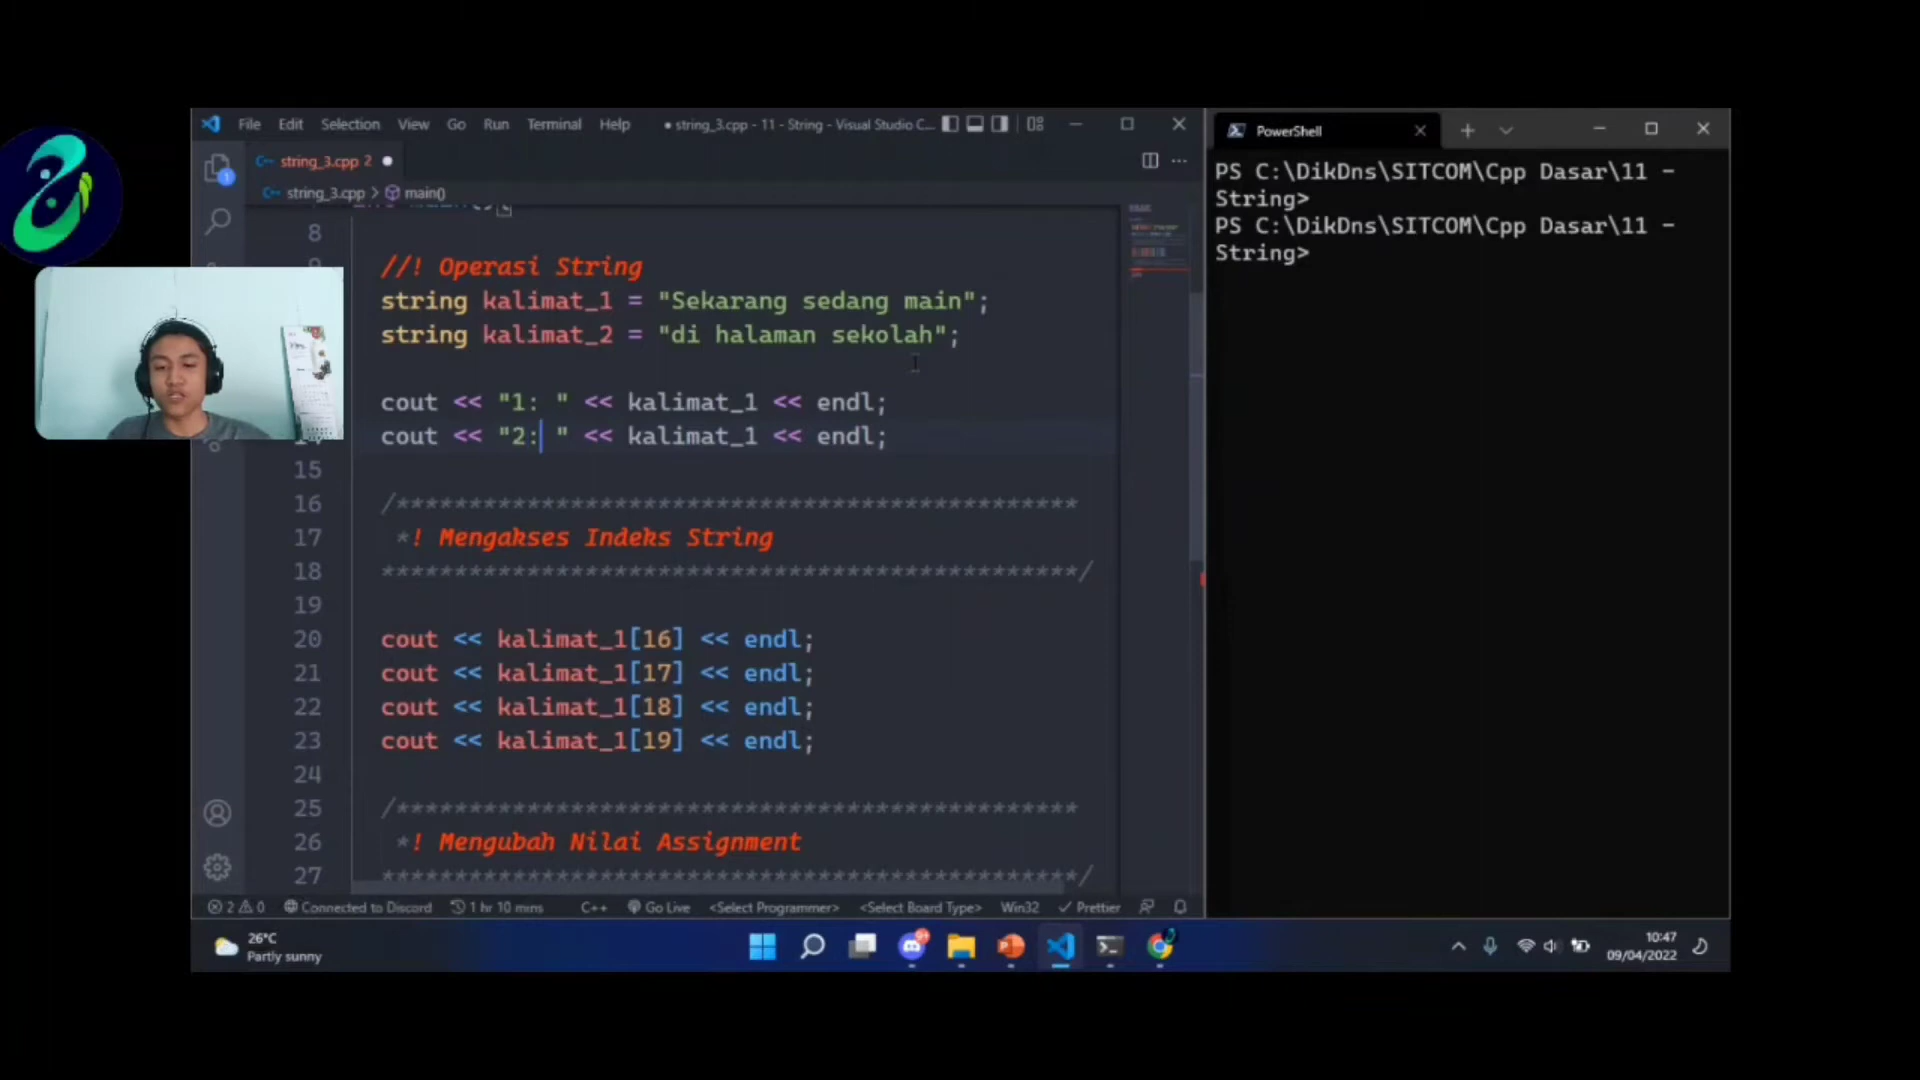 File Edit Selection View Go Run Terminal Help
● string_3.cpp - 11 - String - Visual Studio C...
string_3.cpp 2
string_3.cpp > main()
8
//! Operasi String
string kalimat_1 = "Sekarang sedang main";
string kalimat_2 = "di halaman sekolah";
cout << "1: " << kalimat_1 << endl;
cout << "2: " << kalimat_1 << endl;
15
16 /***********************************************
17 *! Mengakses Indeks String
18 ************************************************/
19
20 cout << kalimat_1[16] << endl;
21 cout << kalimat_1[17] << endl;
22 cout << kalimat_1[18] << endl;
23 cout << kalimat_1[19] << endl;
24
25 /***********************************************
26 *! Mengubah Nilai Assignment
27 ************************************************/
2 0 Connected to Discord 1 hr 10 mins C++ Go Live <Select Programmer> <Select Board Type> Win32 Prettier
PowerShell
PS C:\DikDns\SITCOM\Cpp Dasar\11 -
String>
PS C:\DikDns\SITCOM\Cpp Dasar\11 -
String>
26°C
Partly sunny
10:47
09/04/2022